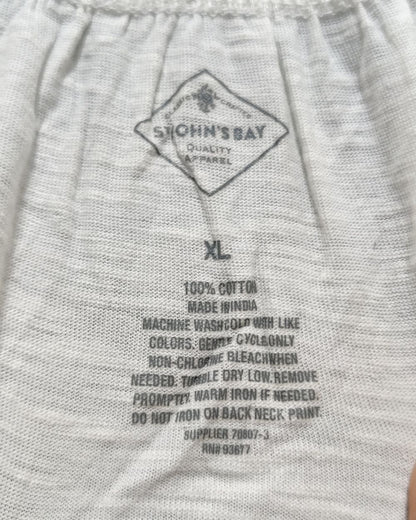 ST JOHN'S BAY
QUALITY
APPAREL
XL
100% COTTON
MADE IN INDIA
MACHINE WASH COLD WITH LIKE
COLORS. GENTLE CYCLE ONLY
NON-CHLORINE BLEACH WHEN
NEEDED. TUMBLE DRY LOW. REMOVE
PROMPTLY. WARM IRON IF NEEDED.
DO NOT IRON ON BACK NECK PRINT.
SUPPLIER 70807-3
RN# 93677